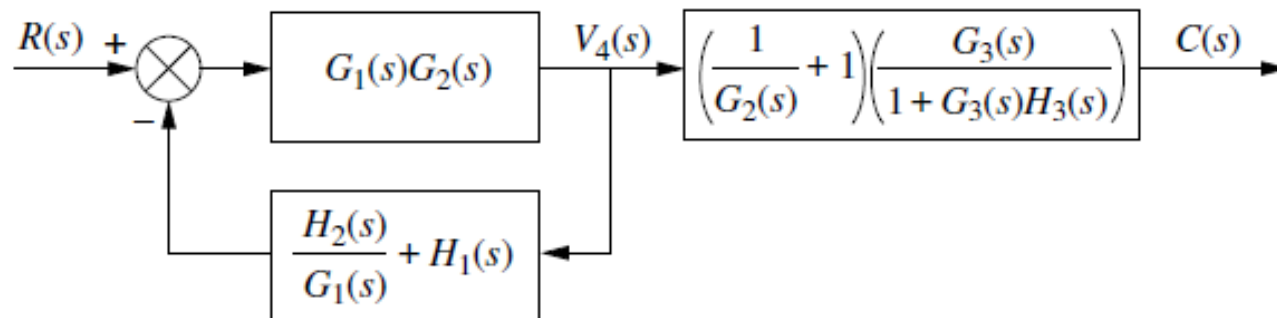 R(s) + −
G₁(s)G₂(s)
V₄(s)
(1/G₂(s) + 1)(G₃(s)/(1 + G₃(s)H₃(s)))
C(s)
H₂(s)/G₁(s) + H₁(s)